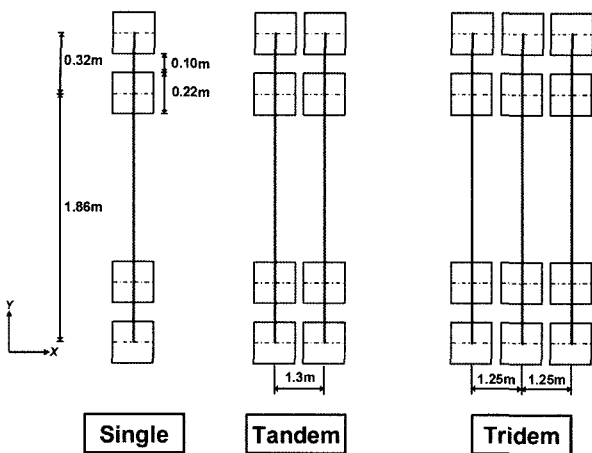 0.32m
0.10m
0.22m
1.86m
Y
X
1.3m
1.25m 1.25m
Single Tandem Tridem